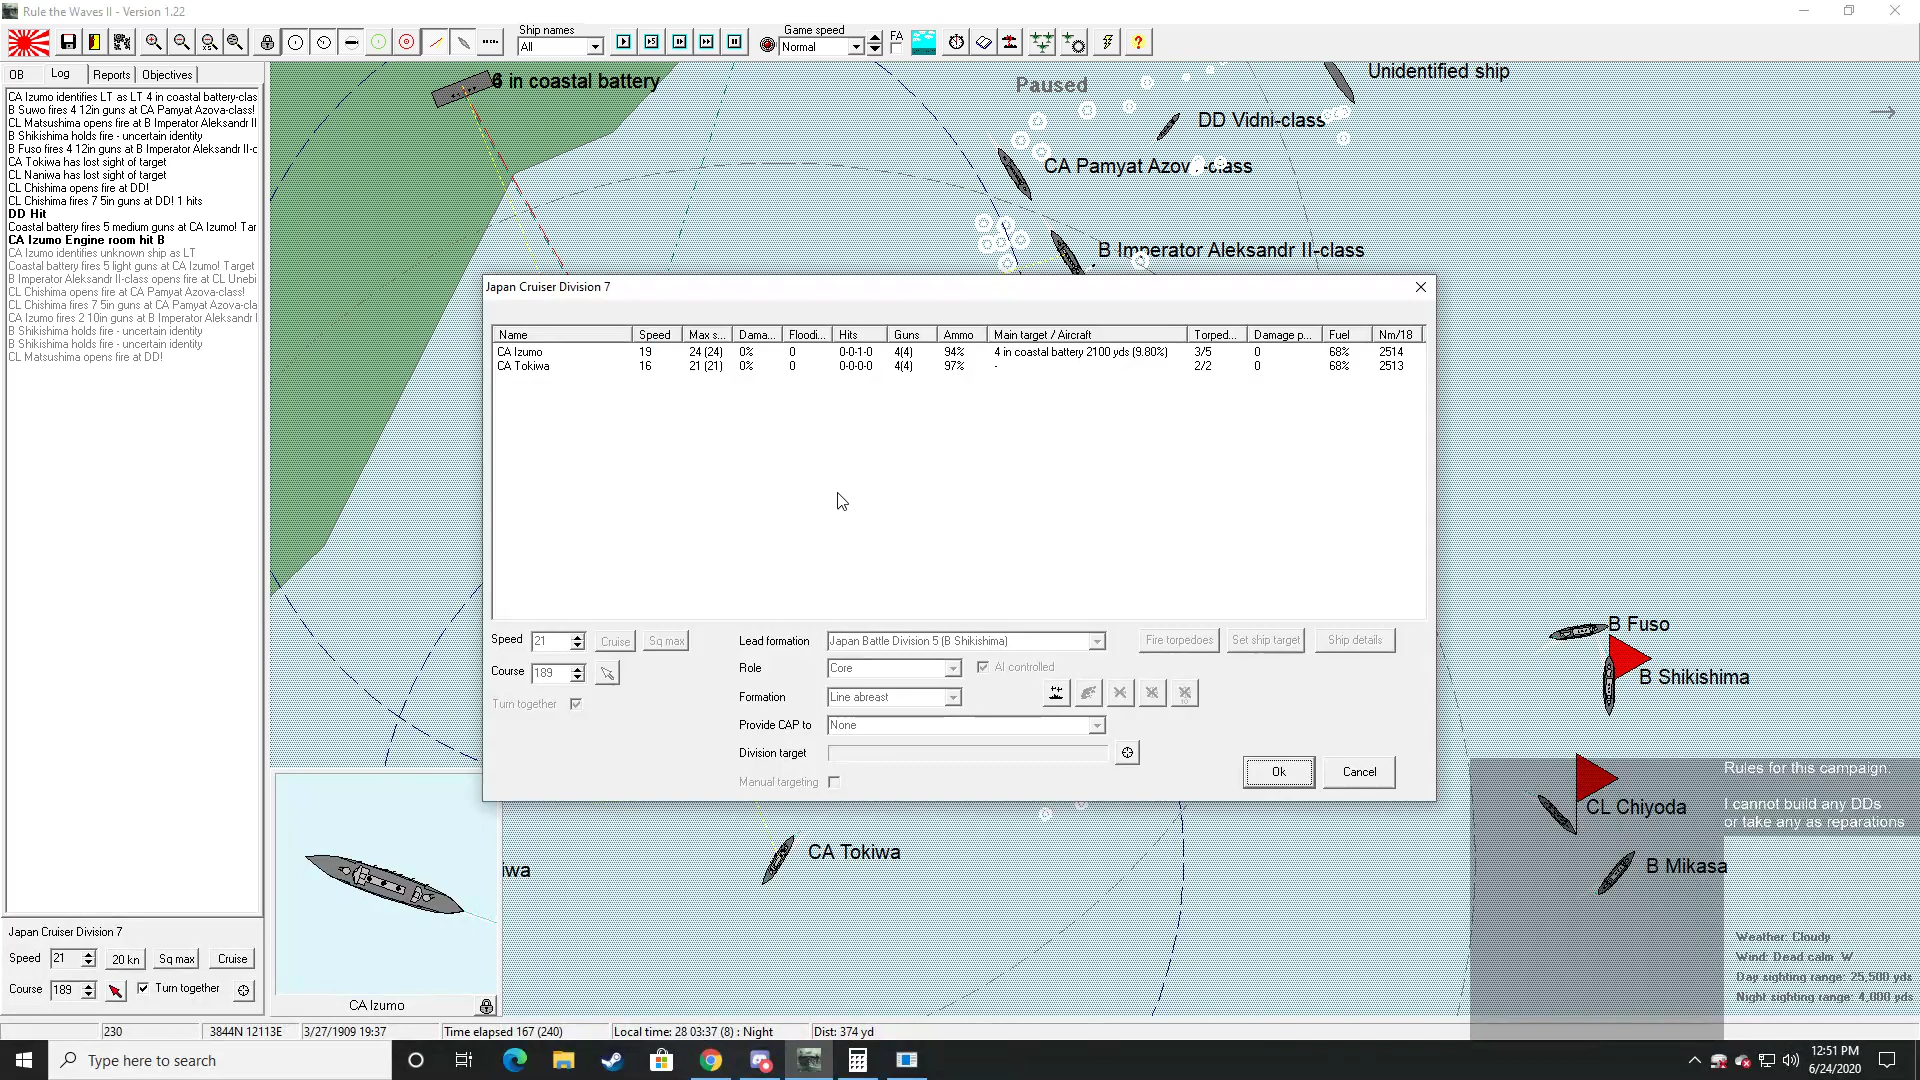 Rule the Waves II - Version 1.22
Ship names
All
Game speed
Normal
FA
OB
Log
Reports
Objectives
CA Izumo identifies LT as LT 4 in coastal battery-clas
B Suwo fires 4 12in guns at CA Pamyat Azova-class!
CL Matsushima opens fire at B Imperator Aleksandr II
B Shikishima holds fire - uncertain identity
B Fuso fires 4 12in guns at B Imperator Aleksandr II-c
CA Tokiwa has lost sight of target
CL Naniwa has lost sight of target
CL Chishima opens fire at DD!
CL Chishima fires 7 5in guns at DD! 1 hits
DD Hit
Coastal battery fires 5 medium guns at CA Izumo! Tar
CA Izumo Engine room hit B
CA Izumo identifies unknown ship as LT
Coastal battery fires 5 light guns at CA Izumo! Target
B Imperator Aleksandr II-class opens fire at CL Unebi
CL Chishima opens fire at CA Pamyat Azova-class!
CL Chishima fires 7 5in guns at CA Pamyat Azova-cla
CA Izumo fires 2 10in guns at B Imperator Aleksandr I
B Shikishima holds fire - uncertain identity
B Shikishima holds fire - uncertain identity
CL Matsushima opens fire at DD!
6 in coastal battery
Paused
Unidentified ship
DD Vidni-class
CA Pamyat Azova-class
B Imperator Aleksandr II-class
Japan Cruiser Division 7
Name Speed Max s... Dama... Floodi... Hits Guns Ammo Main target / Aircraft Torped... Damage p... Fuel Nm/18
CA Izumo 19 24 (24) 0% 0 0-0-1-0 4(4) 94% 4 in coastal battery 2100 yds (9.80%) 3/5 0 68% 2514
CA Tokiwa 16 21 (21) 0% 0 0-0-0-0 4(4) 97% - 2/2 0 68% 2513
Speed 21 Cruise Sq max
Course 189
Turn together
Lead formation Japan Battle Division 5 (B Shikishima)
Role Core AI controlled
Formation Line abreast
Provide CAP to None
Division target
Manual targeting
Fire torpedoes Set ship target Ship details
10
Ok Cancel
B Fuso
B Shikishima
CL Chiyoda
B Mikasa
CA Tokiwa
iwa
Rules for this campaign:
I cannot build any DDs
or take any as reparations
Weather: Cloudy
Wind: Dead calm W
Day sighting range: 25,500 yds
Night sighting range: 4,000 yds
Japan Cruiser Division 7
Speed 21 20 kn Sq max Cruise
Course 189 Turn together
CA Izumo
230 3844N 12113E 3/27/1909 19:37 Time elapsed 167 (240) Local time: 28 03:37 (8) : Night Dist: 374 yd
Type here to search
12:51 PM
6/24/2020